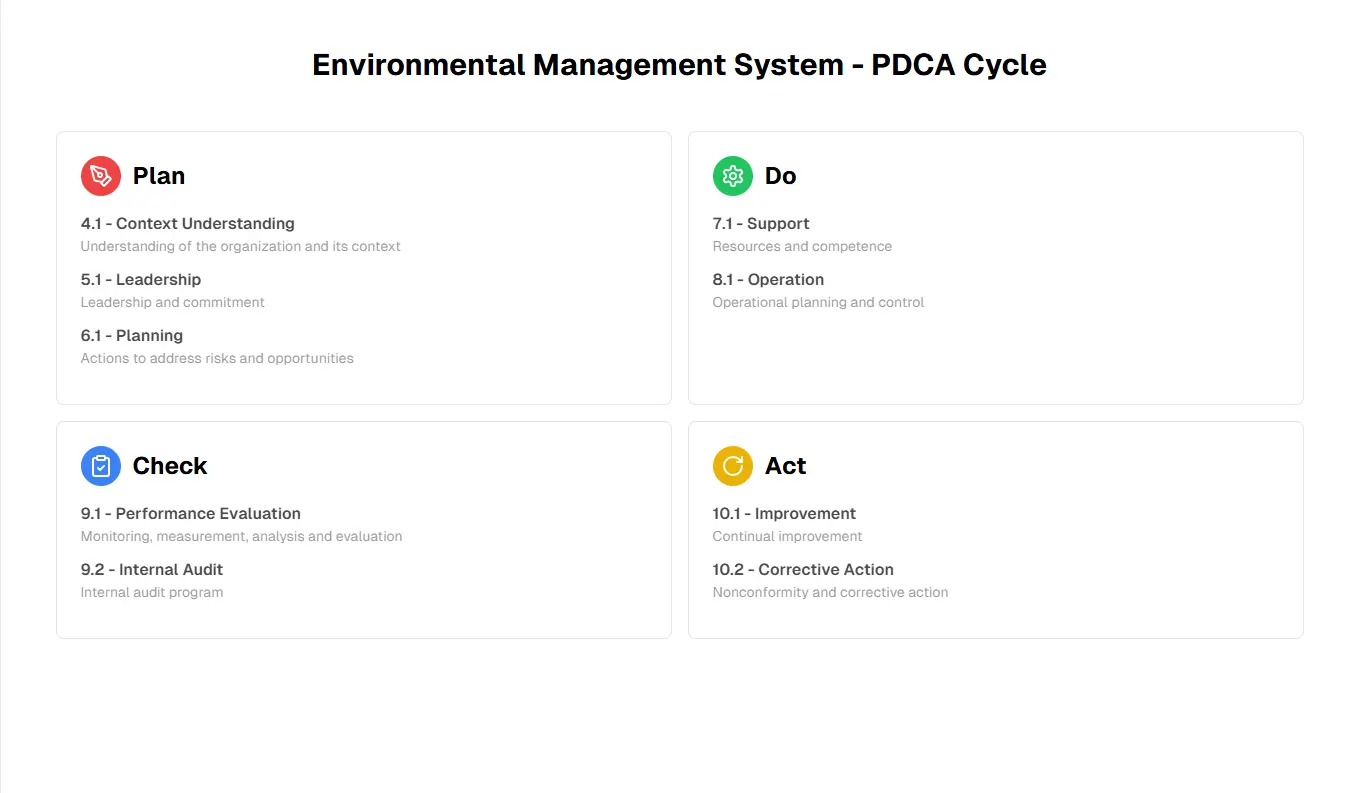 Environmental Management System - PDCA Cycle
Plan
4.1 - Context Understanding
Understanding of the organization and its context
5.1 - Leadership
Leadership and commitment
6.1 - Planning
Actions to address risks and opportunities
Do
7.1 - Support
Resources and competence
8.1 - Operation
Operational planning and control
Check
9.1 - Performance Evaluation
Monitoring, measurement, analysis and evaluation
9.2 - Internal Audit
Internal audit program
Act
10.1 - Improvement
Continual improvement
10.2 - Corrective Action
Nonconformity and corrective action